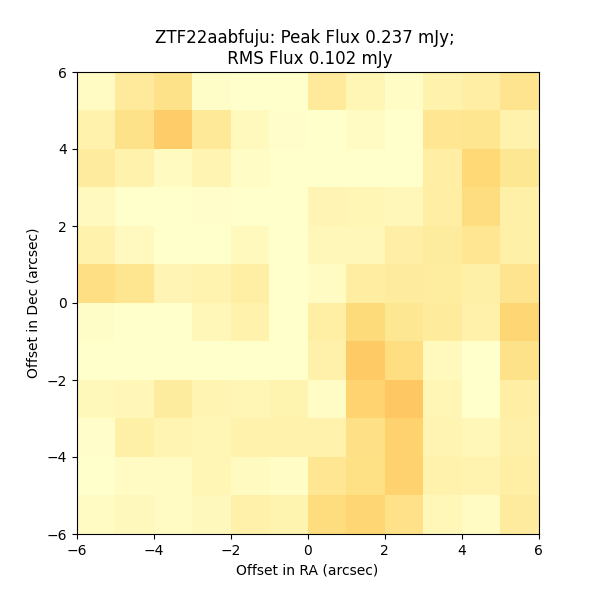 ZTF22aabfuju: Peak Flux 0.237 mJy;
RMS Flux 0.102 mJy
6
4
2
0
−2
−4
−6
Offset in Dec (arcsec)
−6 −4 −2 0 2 4 6
Offset in RA (arcsec)